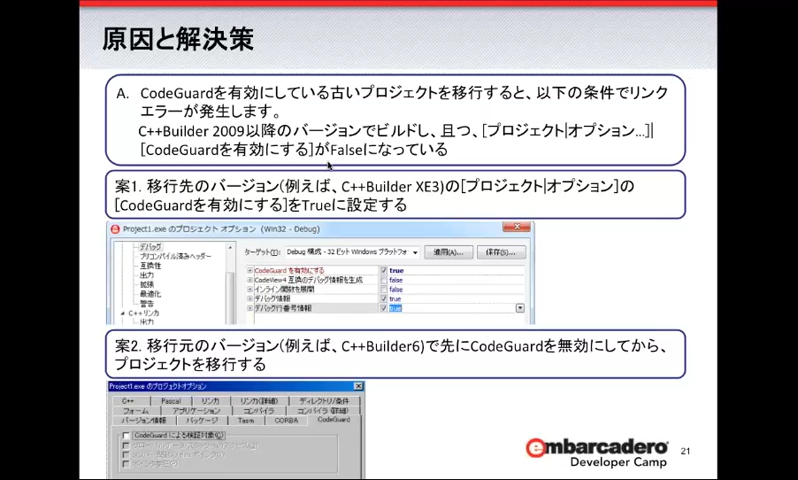 原因と解決策
A. CodeGuardを有効にしている古いプロジェクトを移行すると、以下の条件でリンク
エラーが発生します。
C++Builder 2009以降のバージョンでビルドし、且つ、[プロジェクト|オプション...]|
[CodeGuardを有効にする]がFalseになっている
案1. 移行先のバージョン(例えば、C++Builder XE3)の[プロジェクト|オプション]の
[CodeGuardを有効にする]をTrueに設定する
Project1.exe のプロジェクト オプション (Win32 - Debug)
デバッグ
プリコンパイル済みヘッダー
互換性
出力
拡張
最適化
警告
C++ リンカ
出力
ターゲット(T): Debug 構成 - 32 ビット Windows プラットフォ 適用(A)... 保存(S)...
CodeGuard を有効にする true
CodeView4 互換のデバッグ情報を生成 false
インライン関数を展開 false
デバッグ情報 true
デバッグ行番号情報 true
案2. 移行元のバージョン(例えば、C++Builder6)で先にCodeGuardを無効にしてから、
プロジェクトを移行する
Project1.exe のプロジェクトオプション
C++ Pascal リンカ リンカ(詳細) ディレクトリ/条件
フォーム アプリケーション コンパイラ コンパイラ(詳細)
バージョン情報 パッケージ Tasm CORBA CodeGuard
CodeGuard による検証対象(C)
embarcadero
Developer Camp
21